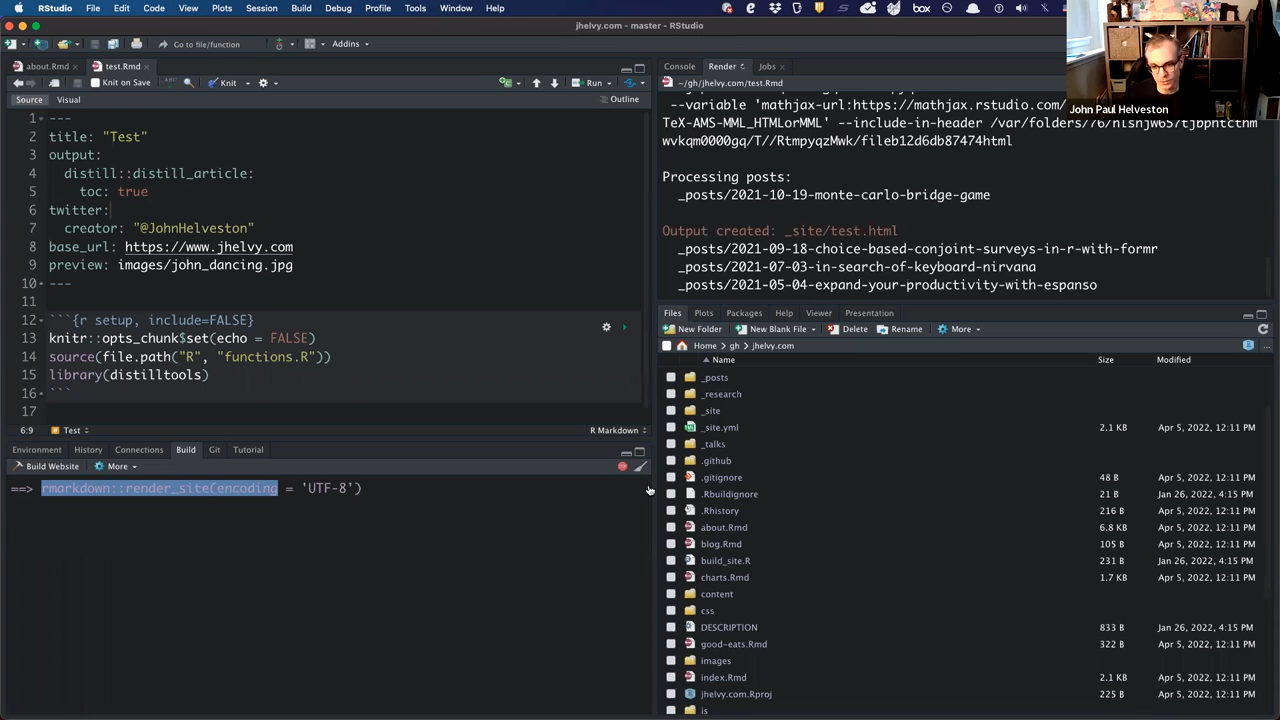 RStudio File Edit Code View Plots Session Build Debug Profile Tools Window Help
box
jhelvy.com - master - RStudio
Go to file/function
Addins
about.Rmd
test.Rmd
Knit on Save
Knit
Run
Source
Visual
Outline
1 ---
2 title: "Test"
3 output:
4 distill::distill_article:
5 toc: true
6 twitter:
7 creator: "@JohnHelveston"
8 base_url: https://www.jhelvy.com
9 preview: images/john_dancing.jpg
10 ---
11
12 ```{r setup, include=FALSE}
13 knitr::opts_chunk$set(echo = FALSE)
14 source(file.path("R", "functions.R"))
15 library(distilltools)
16 ```
17
6:9
Test
R Markdown
Environment History Connections Build Git Tutorial
Build Website
More
==> rmarkdown::render_site(encoding = 'UTF-8')
Console Render Jobs
~/gh/jhelvy.com/test.Rmd
--variable 'mathjax-url:https://mathjax.rstudio.com/
TeX-AMS-MML_HTMLorMML' --include-in-header
wvkqm0000gq/T//RtmpyqzMwk/fileb12d6db87474html
Processing posts:
_posts/2021-10-19-monte-carlo-bridge-game
Output created: _site/test.html
_posts/2021-09-18-choice-based-conjoint-surveys-in-r-with-formr
_posts/2021-07-03-in-search-of-keyboard-nirvana
_posts/2021-05-04-expand-your-productivity-with-espanso
John Paul Helveston
Files Plots Packages Help Viewer Presentation
New Folder New Blank File Delete Rename More
Home gh jhelvy.com
Name Size Modified
_posts
_research
_site
_site.yml 2.1 KB Apr 5, 2022, 12:11 PM
_talks
.github
.gitignore 48 B Apr 5, 2022, 12:11 PM
.Rbuildignore 21 B Jan 26, 2022, 4:15 PM
.Rhistory 216 B Apr 5, 2022, 12:11 PM
about.Rmd 6.8 KB Apr 5, 2022, 12:11 PM
blog.Rmd 105 B Apr 5, 2022, 12:11 PM
build_site.R 231 B Jan 26, 2022, 4:15 PM
charts.Rmd 1.7 KB Apr 5, 2022, 12:11 PM
content
css
DESCRIPTION 833 B Jan 26, 2022, 4:15 PM
good-eats.Rmd 322 B Apr 5, 2022, 12:11 PM
images
index.Rmd 2.1 KB Apr 5, 2022, 12:11 PM
jhelvy.com.Rproj 225 B Apr 5, 2022, 12:11 PM
js